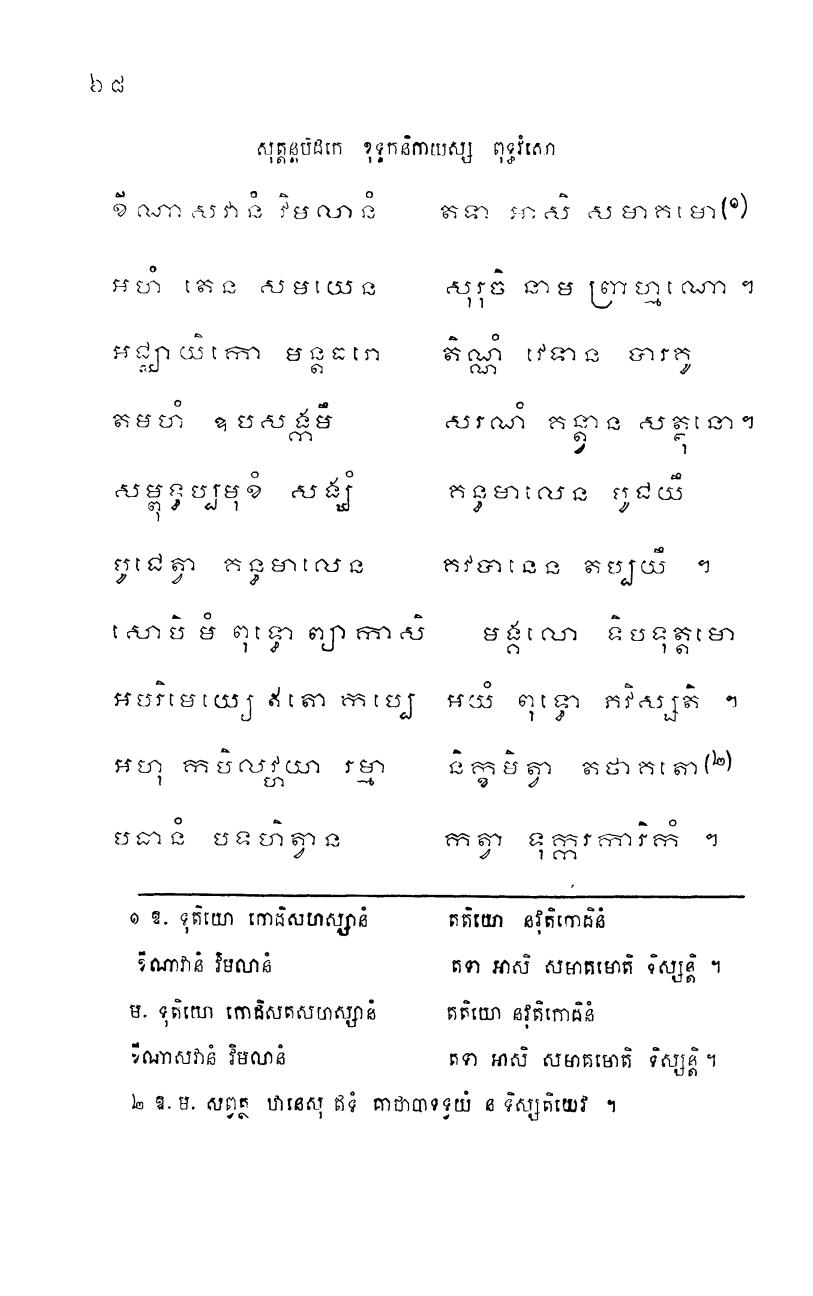 ៦៨
សុត្តន្តបិដកេ ខុទ្ទកនិកាយស្ស ពុទ្ធវំសោ
ខីណាសវានំ វិមលានំ តទា អាសិ សមាគមោ(១)
អហំ តេន សមយេន សុរុចិ នាម ព្រាហ្មណោ ។
អជ្ឈាយិកោ មន្តធរោ តិណ្ណំ វេទាន បារគូ
តមហំ ឧបសង្កមឹ សរណំ គន្ត្វាន សត្ថុនោ។
សម្ពុទ្ធប្បមុខំ សង្ឃំ គន្ធមាលេន បូជយឹ
បូជេត្វា គន្ធមាលេន គវបានេន តប្បយឹ ។
សោបិ មំ ពុទ្ធោ ព្យាកាសិ មង្គលោ ទិបទុត្តមោ
អបរិមេយ្យេ ឥតោ កប្បេ អយំ ពុទ្ធោ ភវិស្សតិ ។
អហុ កបិលវ្ហយា រម្មា និក្ខមិត្វា តថាគតោ(២)
បធានំ បទហិត្វាន កត្វា ទុក្ករការិកំ ។
១ ឧ. ទុតិយោ កោដិសហស្សានំ តតិយោ នវុតិកោដិនំ
ខីណាវានំ វិមលានំ តទា អាសិ សមាគមោតិ ទិស្សន្តិ ។
ម. ទុតិយោ កោដិសតសហស្សានំ តតិយោ នវុតិកោដិនំ
ខីណាសវានំ វិមលានំ តទា អាសិ សមាគមោតិ ទិស្សន្តិ ។
២ ឧ. ម. សព្វត្ថ ឋានេសុ ឥទំ គាថាបាទទ្វយំ ន ទិស្សតិយេវ ។